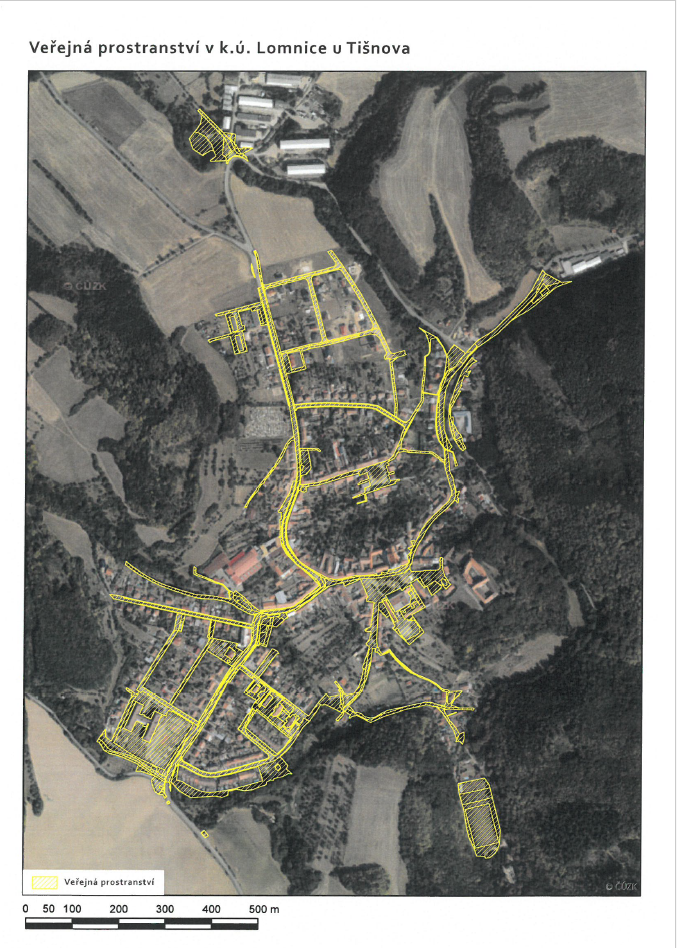 Veřejná prostranství v k.ú. Lomnice u Tišnova
© ČÚZK
Veřejná prostranství
© ČÚZK
0 50 100 200 300 400 500 m